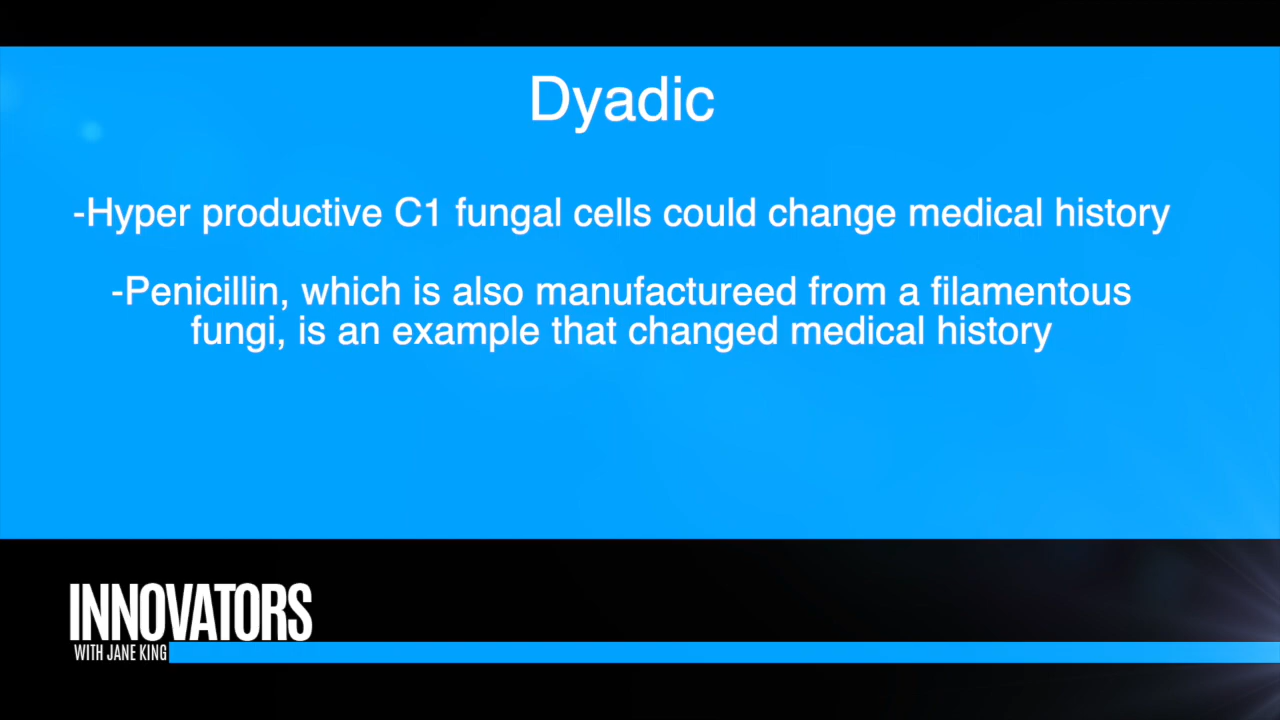 Dyadic
-Hyper productive C1 fungal cells could change medical history
-Penicillin, which is also manufactureed from a filamentous
fungi, is an example that changed medical history
INNOVATORS
WITH JANE KING